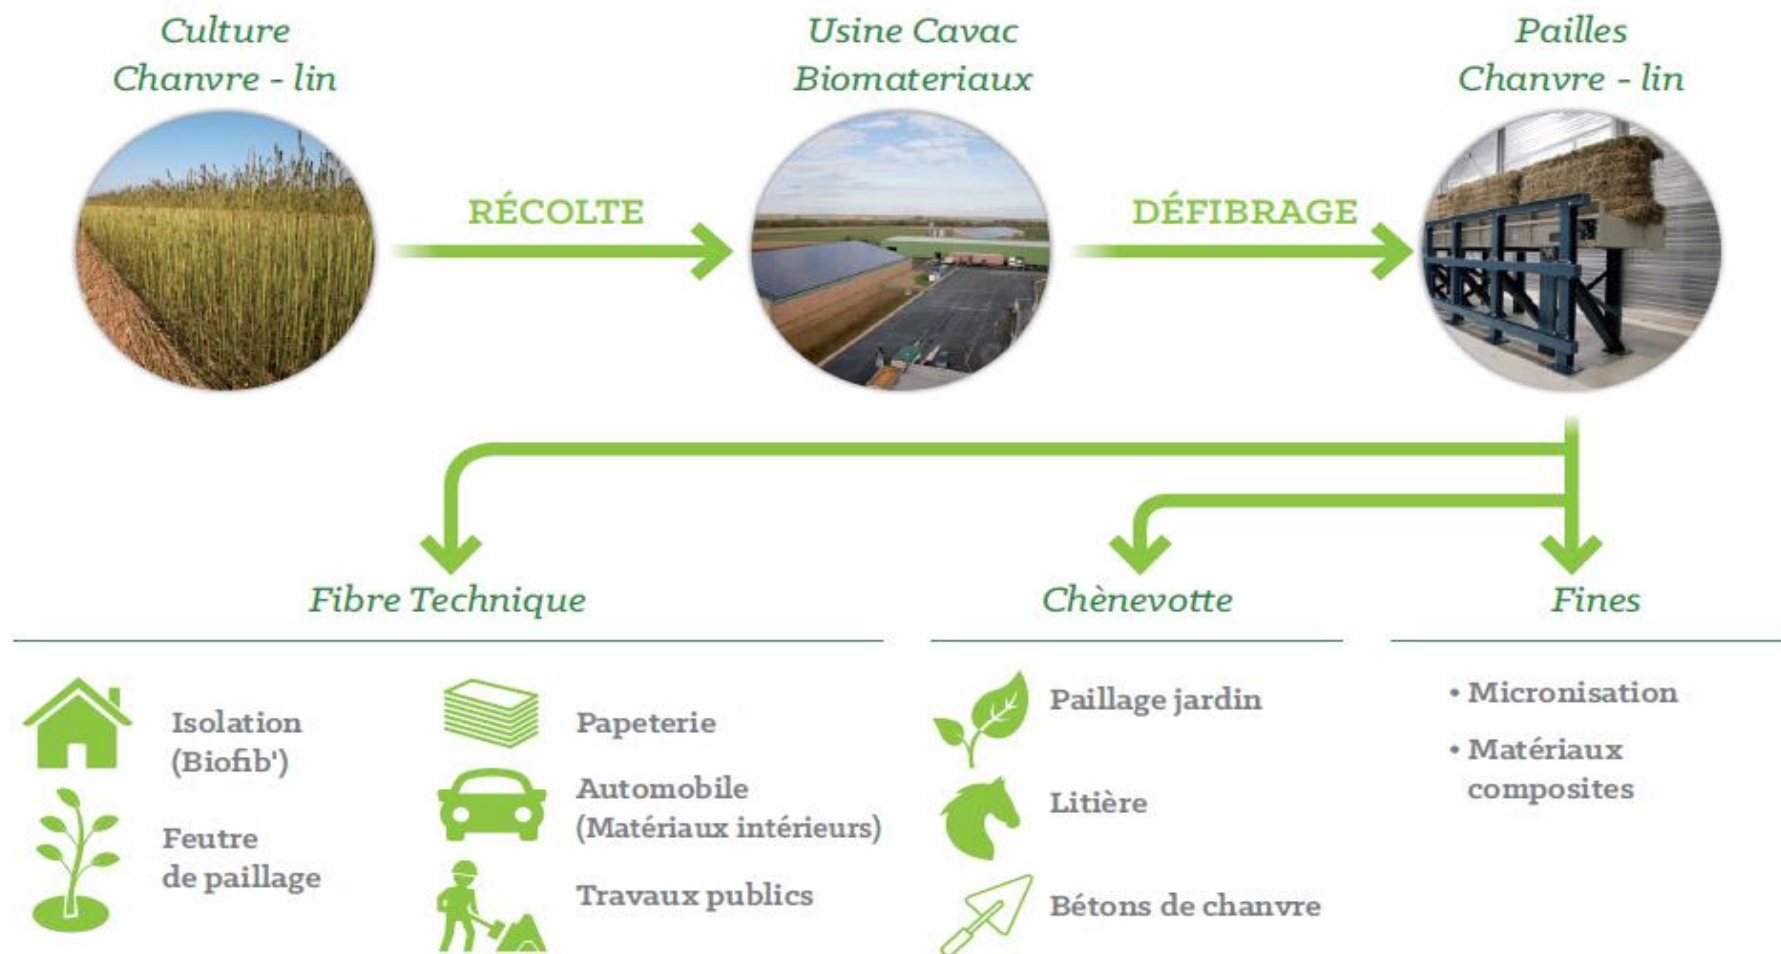 Culture
Chanvre - lin
Usine Cavac
Biomateriaux
Pailles
Chanvre - lin
RÉCOLTE
DÉFIBRAGE
Fibre Technique
Chènevotte
Fines
Isolation
(Biofib')
Feutre
de paillage
Papeterie
Automobile
(Matériaux intérieurs)
Travaux publics
Paillage jardin
Litière
Bétons de chanvre
• Micronisation
• Matériaux
composites